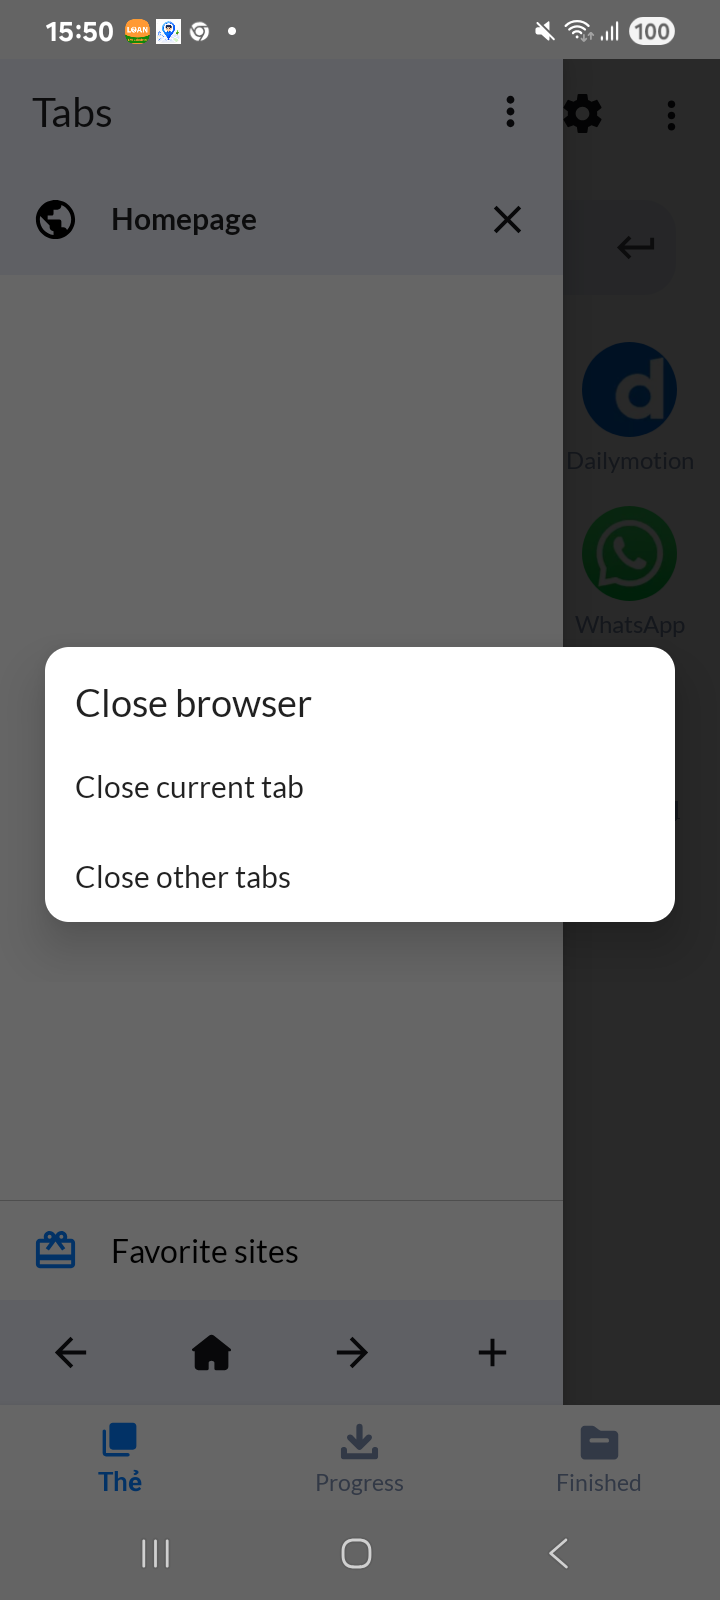 15:50
LOAN
100
Tabs
Homepage
Dailymotion
WhatsApp
Close browser
Close current tab
Close other tabs
Favorite sites
Thẻ
Progress
Finished